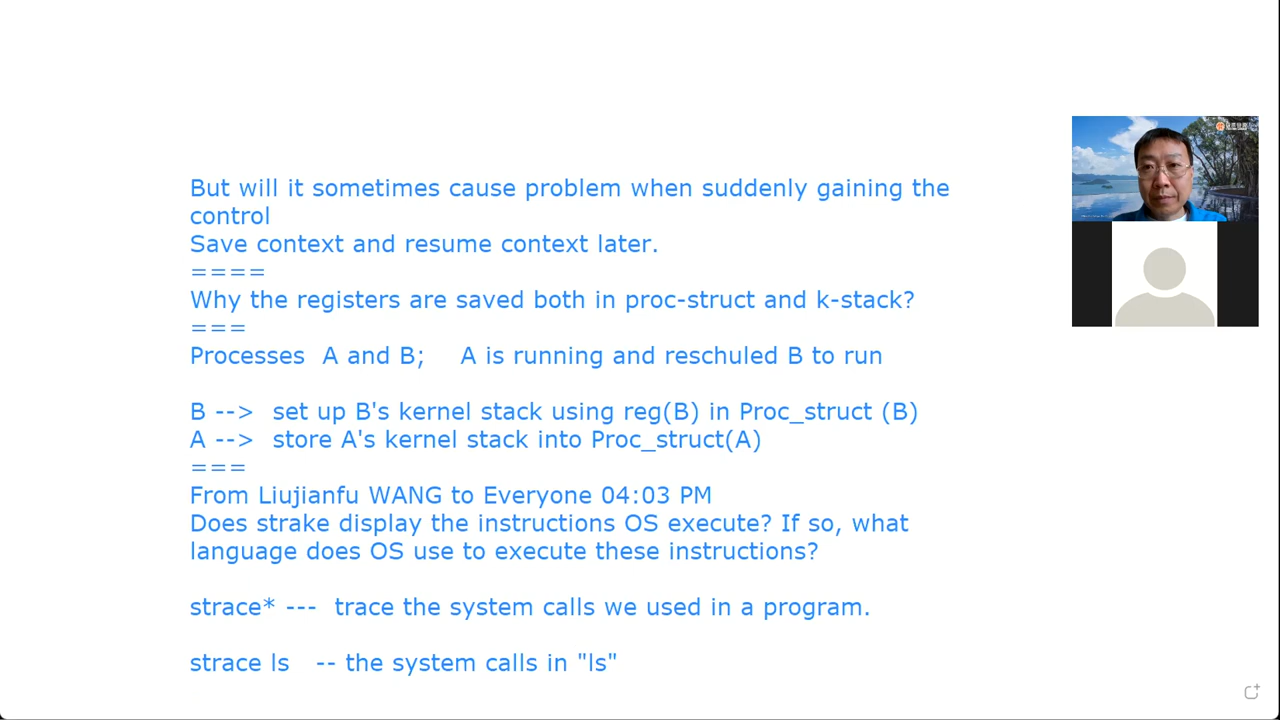 But will it sometimes cause problem when suddenly gaining the
control
Save context and resume context later.
====
Why the registers are saved both in proc-struct and k-stack?
===
Processes  A and B;    A is running and reschuled B to run
B -->  set up B's kernel stack using reg(B) in Proc_struct (B)
A -->  store A's kernel stack into Proc_struct(A)
===
From Liujianfu WANG to Everyone 04:03 PM
Does strake display the instructions OS execute? If so, what
language does OS use to execute these instructions?
strace* ---  trace the system calls we used in a program.
strace ls   -- the system calls in "ls"